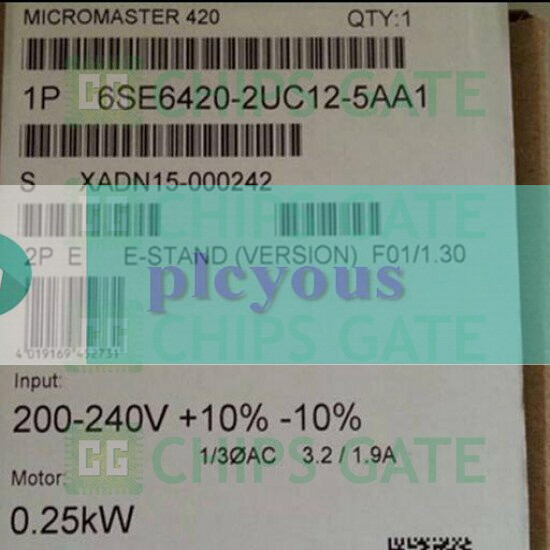 MICROMASTER 420 QTY:1
CHIPS GATE
1P 6SE6420-2UC12-5AA1
S XADN15-000242
CHIPS GATE
2P E E-STAND (VERSION) F01/1.30
plcyous
CHIPS GATE
4 019169 452731
Input:
200-240V +10% -10%
CHIPS GATE
1/3ØAC 3.2 / 1.9A
Motor:
0.25kW